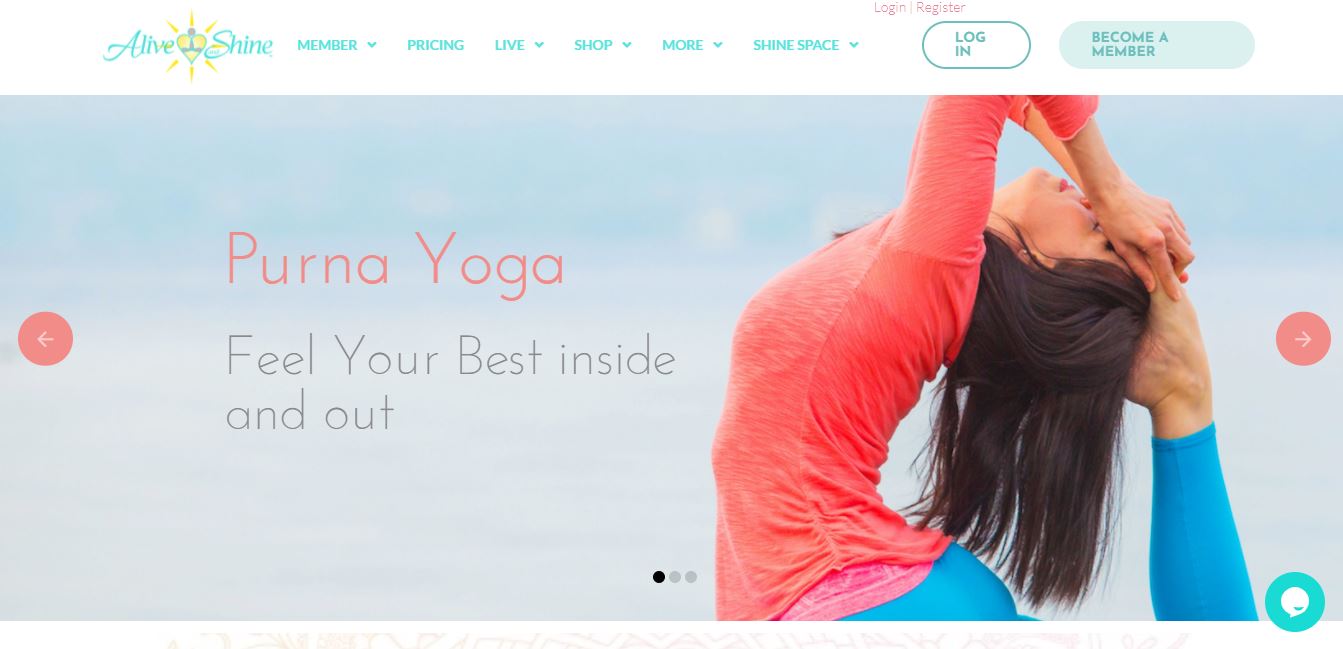 Login | Register
Alive and Shine
MEMBER
PRICING
LIVE
SHOP
MORE
SHINE SPACE
LOG
IN
BECOME A
MEMBER
Purna Yoga
Feel Your Best inside
and out